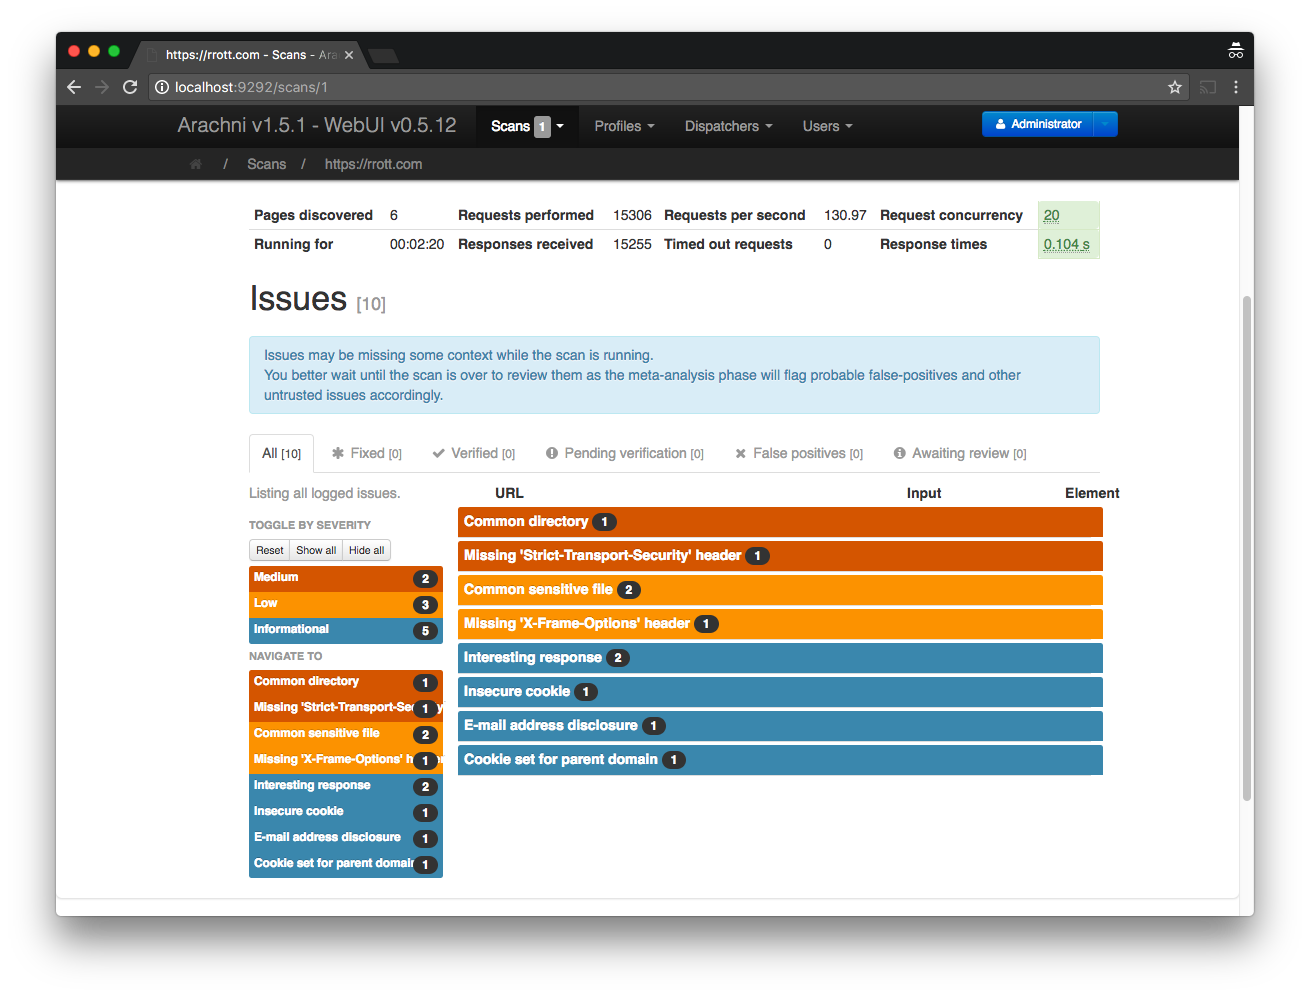 https://rrott.com - Scans - Ara
localhost:9292/scans/1
Arachni v1.5.1 - WebUI v0.5.12 Scans 1 Profiles Dispatchers Users Administrator
/ Scans / https://rrott.com
Pages discovered 6 Requests performed 15306 Requests per second 130.97 Request concurrency 20
Running for 00:02:20 Responses received 15255 Timed out requests 0 Response times 0.104 s
Issues [10]
Issues may be missing some context while the scan is running.
You better wait until the scan is over to review them as the meta-analysis phase will flag probable false-positives and other
untrusted issues accordingly.
All [10] Fixed [0] Verified [0] Pending verification [0] False positives [0] Awaiting review [0]
Listing all logged issues.
TOGGLE BY SEVERITY
Reset Show all Hide all
Medium 2
Low 3
Informational 5
NAVIGATE TO
Common directory 1
Missing 'Strict-Transport-Security 1
Common sensitive file 2
Missing 'X-Frame-Options' h 1
Interesting response 2
Insecure cookie 1
E-mail address disclosure 1
Cookie set for parent domain 1
URL Input Element
Common directory 1
Missing 'Strict-Transport-Security' header 1
Common sensitive file 2
Missing 'X-Frame-Options' header 1
Interesting response 2
Insecure cookie 1
E-mail address disclosure 1
Cookie set for parent domain 1